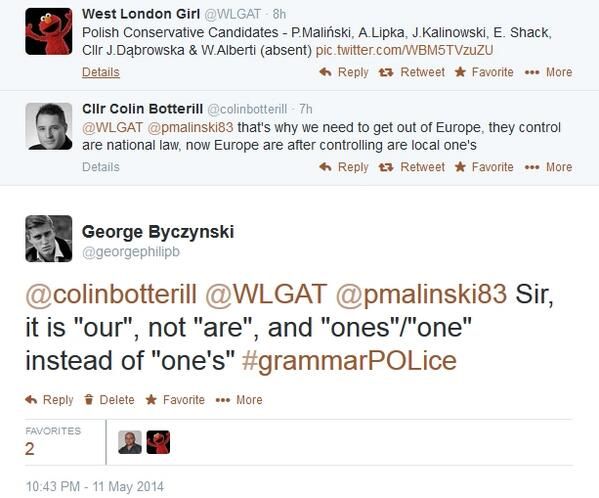 West London Girl @WLGAT · 8h
Polish Conservative Candidates - P.Maliński, A.Lipka, J.Kalinowski, E. Shack,
Cllr J.Dąbrowska & W.Alberti (absent) pic.twitter.com/WBM5TVzuZU
Details Reply Retweet Favorite More
Cllr Colin Botterill @colinbotterill · 7h
@WLGAT @pmalinski83 that's why we need to get out of Europe, they control
are national law, now Europe are after controlling are local one's
Details Reply Retweet Favorite More
George Byczynski
@georgephilipb
@colinbotterill @WLGAT @pmalinski83 Sir,
it is "our", not "are", and "ones"/"one"
instead of "one's" #grammarPOLice
Reply Delete Favorite More
FAVORITES
2
10:43 PM - 11 May 2014